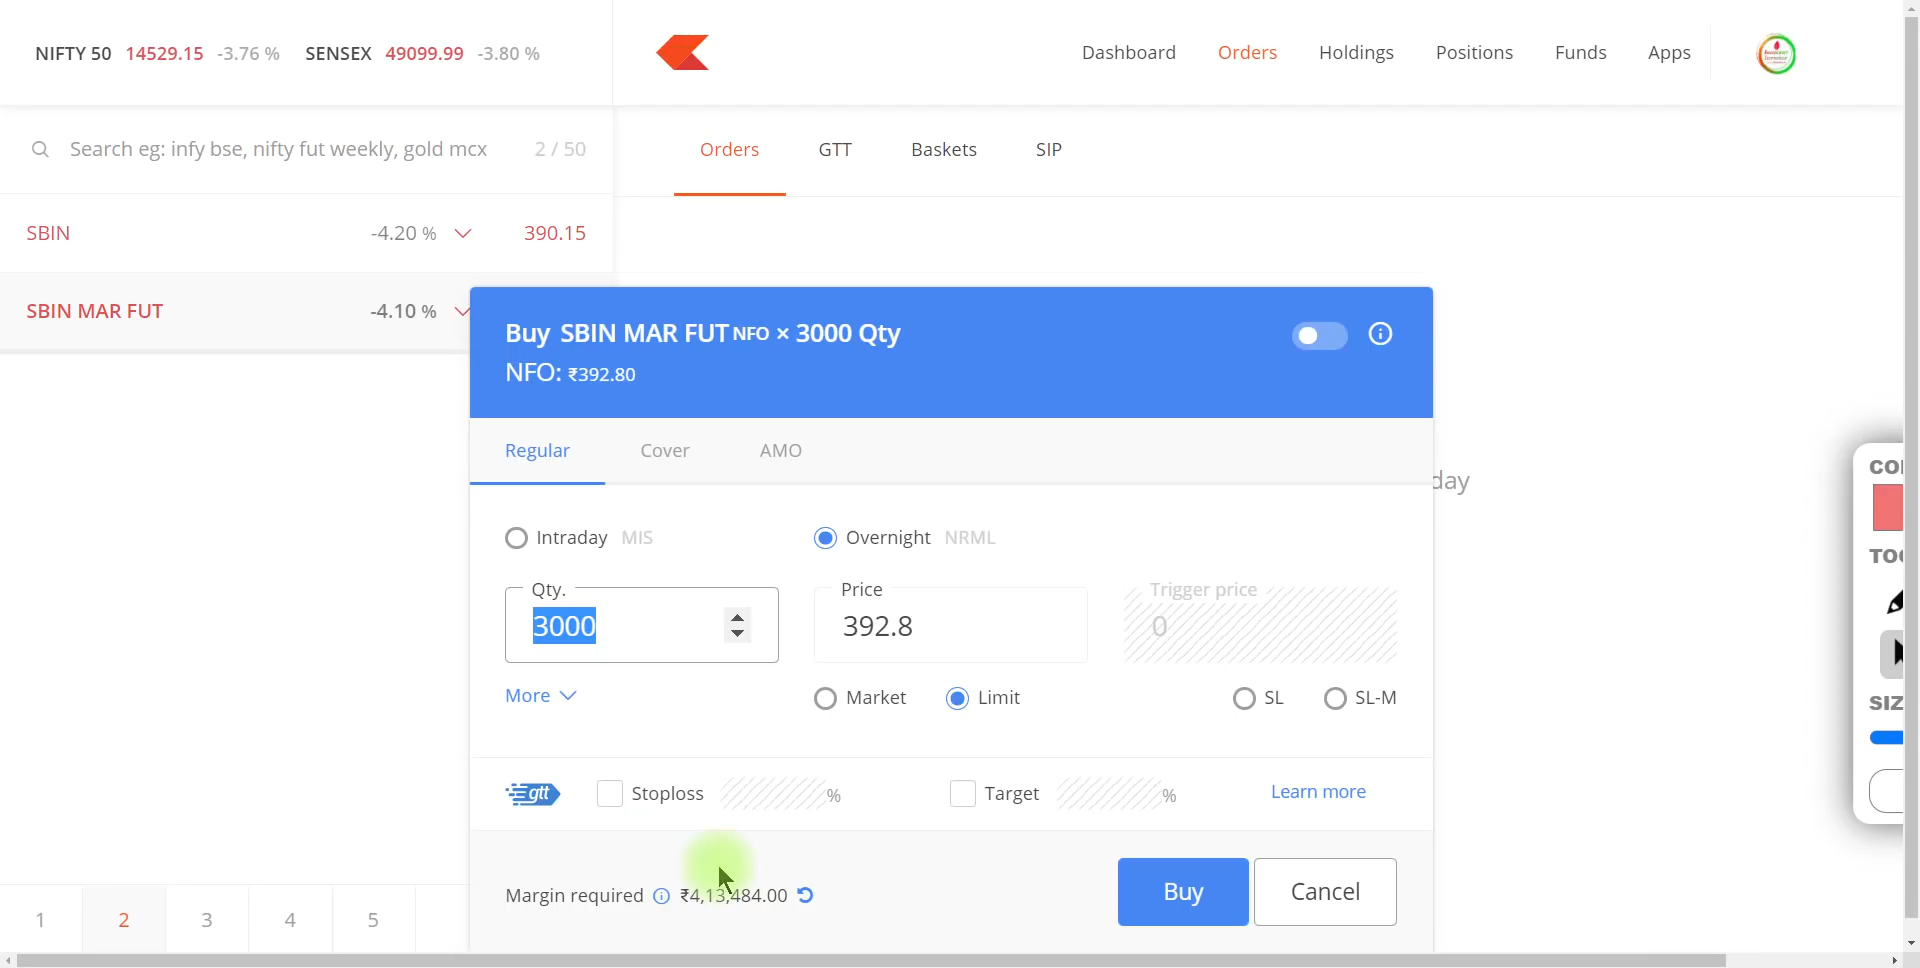 NIFTY 50 14529.15 -3.76 % SENSEX 49099.99 -3.80 %
Dashboard Orders Holdings Positions Funds Apps
Search eg: infy bse, nifty fut weekly, gold mcx 2 / 50
Orders GTT Baskets SIP
SBIN -4.20 % 390.15
SBIN MAR FUT -4.10 %
Buy SBIN MAR FUT NFO × 3000 Qty
NFO: ₹392.80
Regular Cover AMO
day
Intraday MIS Overnight NRML
Qty. Price Trigger price
3000 392.8 0
More Market Limit SL SL-M
gtt Stoploss % Target % Learn more
Margin required ₹4,13,484.00
Buy Cancel
1 2 3 4 5